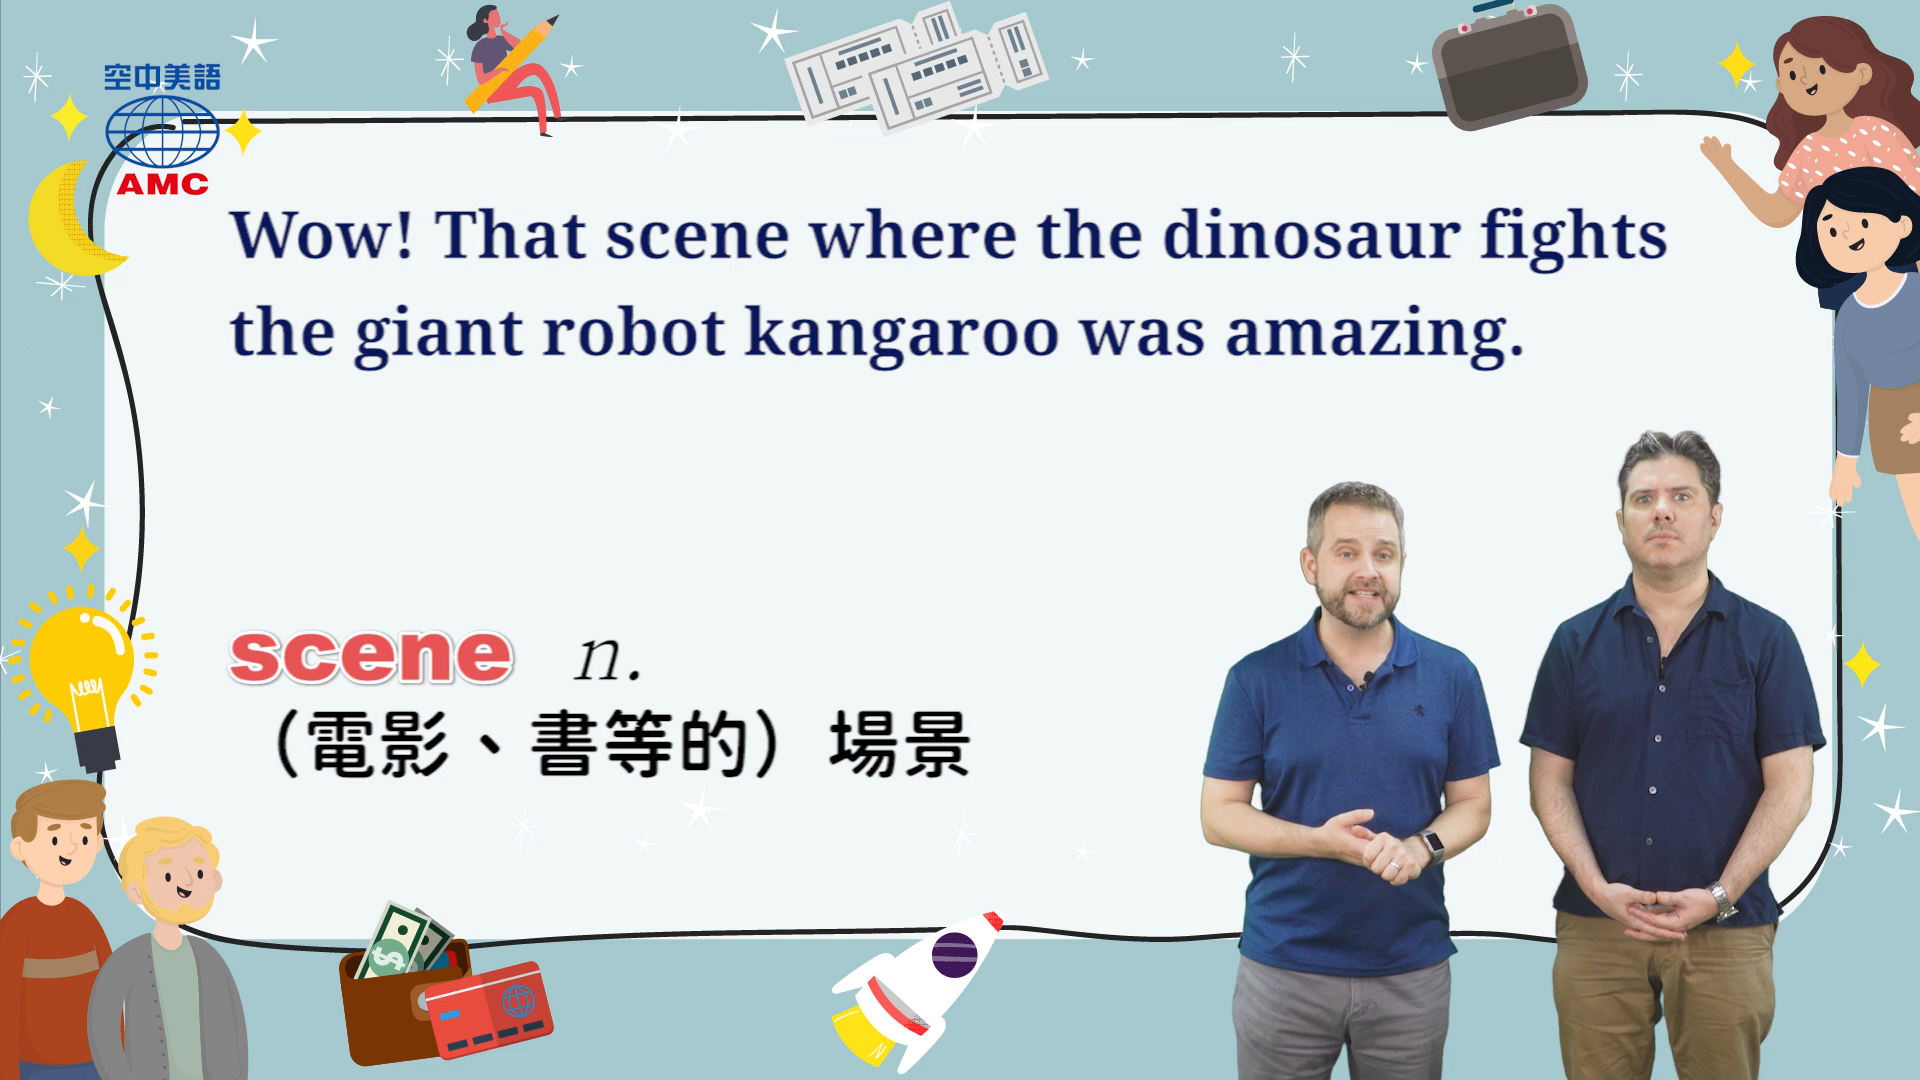 空中美語
AMC
Wow! That scene where the dinosaur fights
the giant robot kangaroo was amazing.
scene n.
（電影、書等的）場景